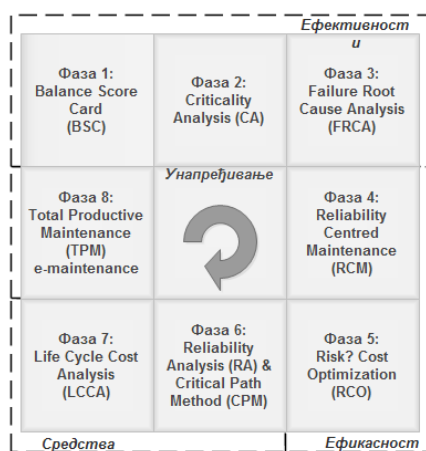 Ефективност
и
Фаза 1:
Balance Score
Card
(BSC)
Фаза 2:
Criticality
Analysis (CA)
Фаза 3:
Failure Root
Cause Analysis
(FRCA)
Фаза 8:
Total Productive
Maintenance
(TPM)
e-maintenance
Унапређивање
Фаза 4:
Reliability
Centred
Maintenance
(RCM)
Фаза 7:
Life Cycle Cost
Analysis
(LCCA)
Фаза 6:
Reliability
Analysis (RA) &
Critical Path
Method (CPM)
Фаза 5:
Risk? Cost
Optimization
(RCO)
Средства
Ефикасност